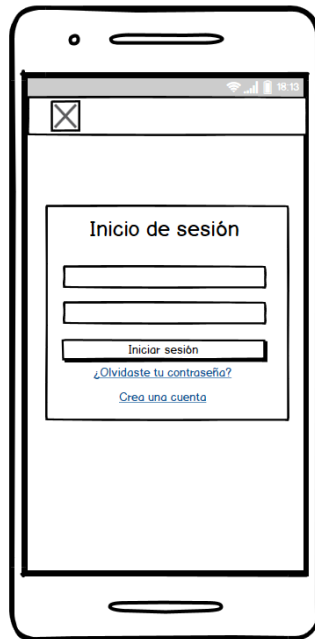 18:13
Inicio de sesión
Iniciar sesión
¿Olvidaste tu contraseña?
Crea una cuenta